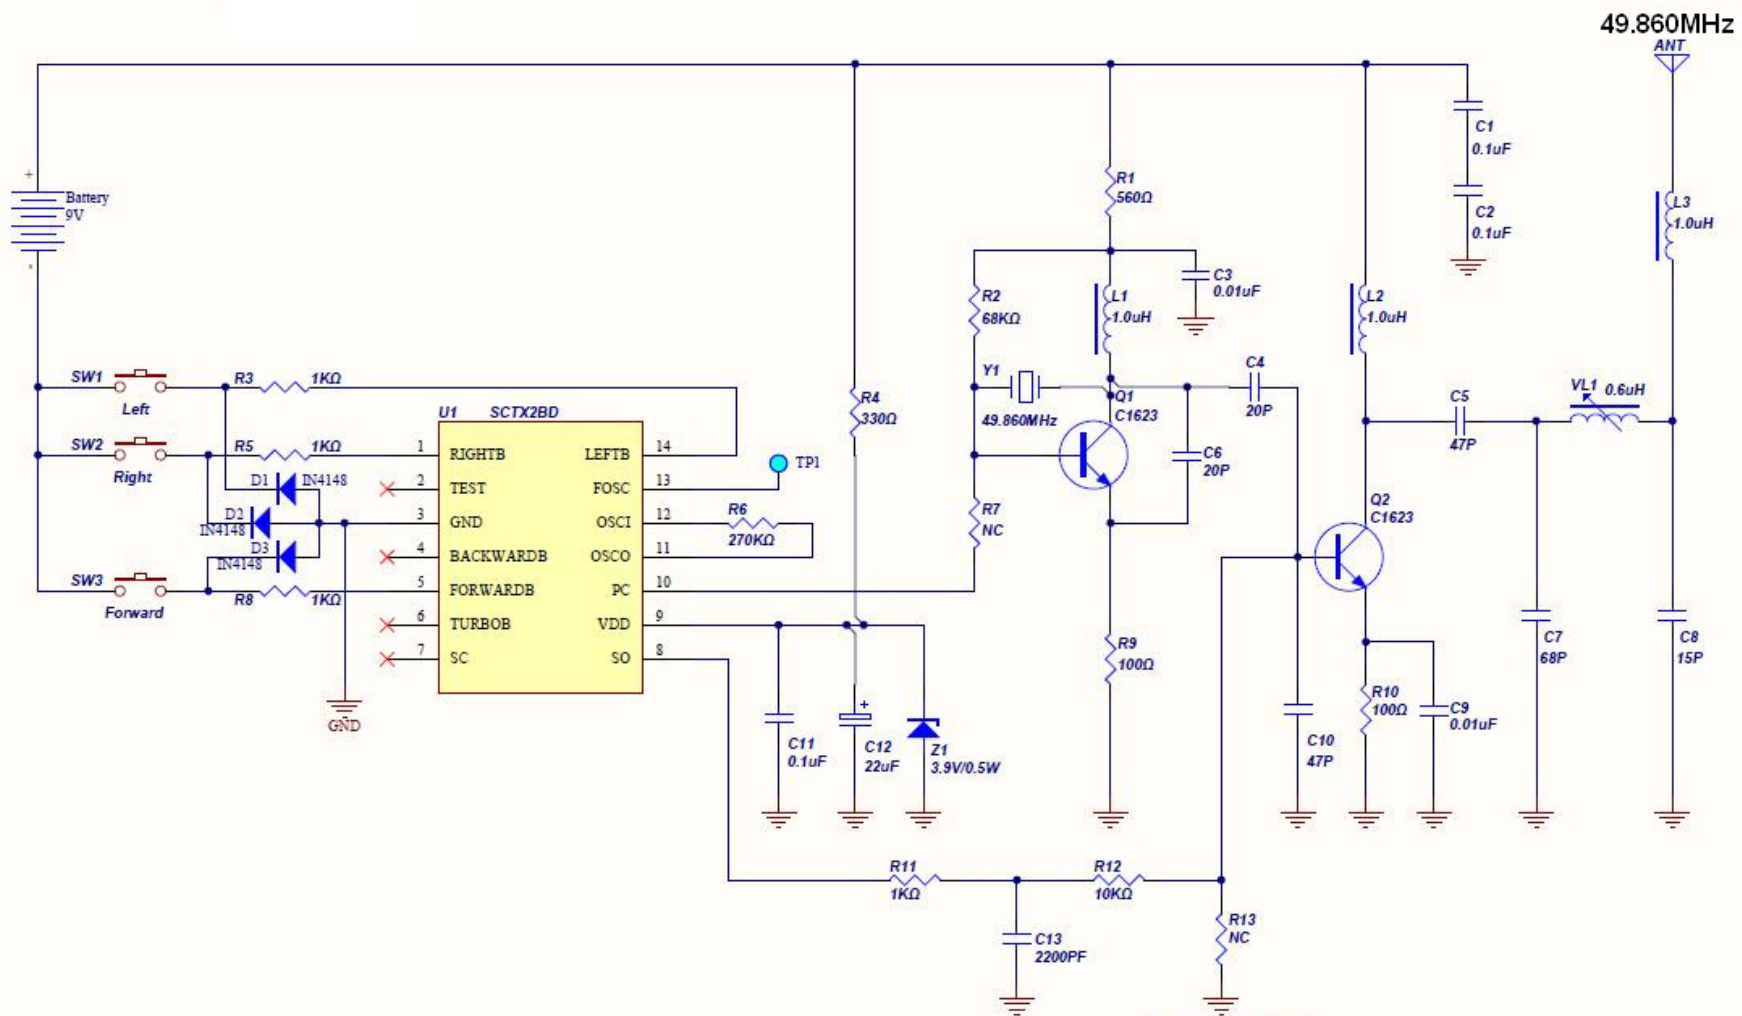 49.860MHz
ANT
+
Battery
9V
-
C1
0.1uF
C2
0.1uF
R1
560Ω
L3
1.0uH
C3
0.01uF
R2
68KΩ
L1
1.0uH
L2
1.0uH
Y1
49.860MHz
C4
20P
Q1
C1623
C5
47P
VL1 0.6uH
SW1
Left
R3 1KΩ
R4
330Ω
U1 SCTX2BD
SW2
Right
R5 1KΩ
D1 IN4148
D2
IN4148
D3
IN4148
SW3
Forward
R8 1KΩ
GND
1 RIGHTB LEFTB 14
2 TEST FOSC 13
3 GND OSCI 12
4 BACKWARDB OSCO 11
5 FORWARDB PC 10
6 TURBOB VDD 9
7 SC SO 8
TP1
R6
270KΩ
C6
20P
R7
NC
Q2
C1623
R9
100Ω
C7
68P
C8
15P
R10
100Ω
C9
0.01uF
C10
47P
C11
0.1uF
+
C12
22uF
Z1
3.9V/0.5W
R11
1KΩ
R12
10KΩ
C13
2200PF
R13
NC